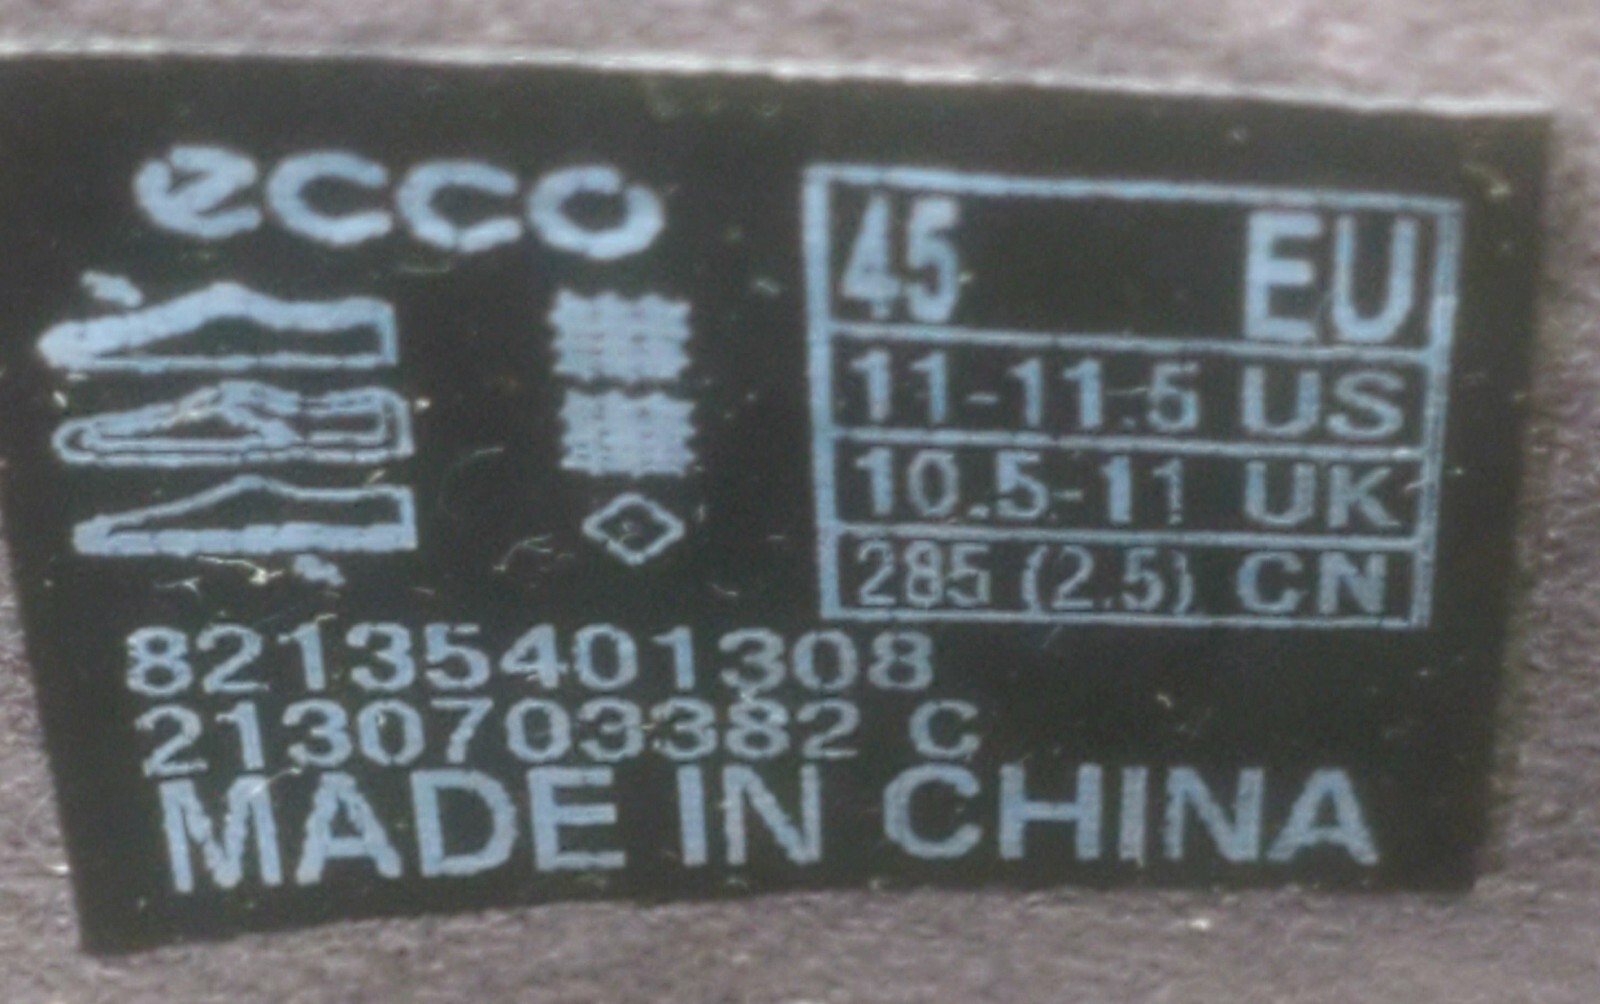 ecco
45 EU
11-11.5 US
10.5-11 UK
285 (2.5) CN
82135401308
2130703382 C
MADE IN CHINA